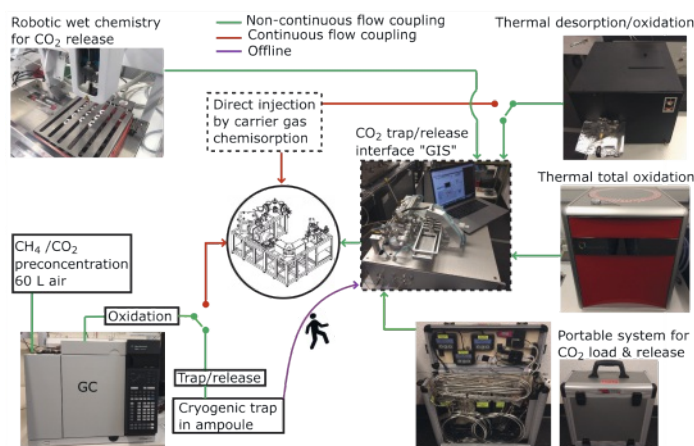 Robotic wet chemistry
for CO₂ release
Non-continuous flow coupling
Continuous flow coupling
Offline
Thermal desorption/oxidation
Direct injection
by carrier gas
chemisorption
CO₂ trap/release
interface "GIS"
Thermal total oxidation
CH₄ /CO₂
preconcentration
60 L air
Oxidation
GC
Trap/release
Cryogenic trap
in ampoule
Portable system for
CO₂ load & release